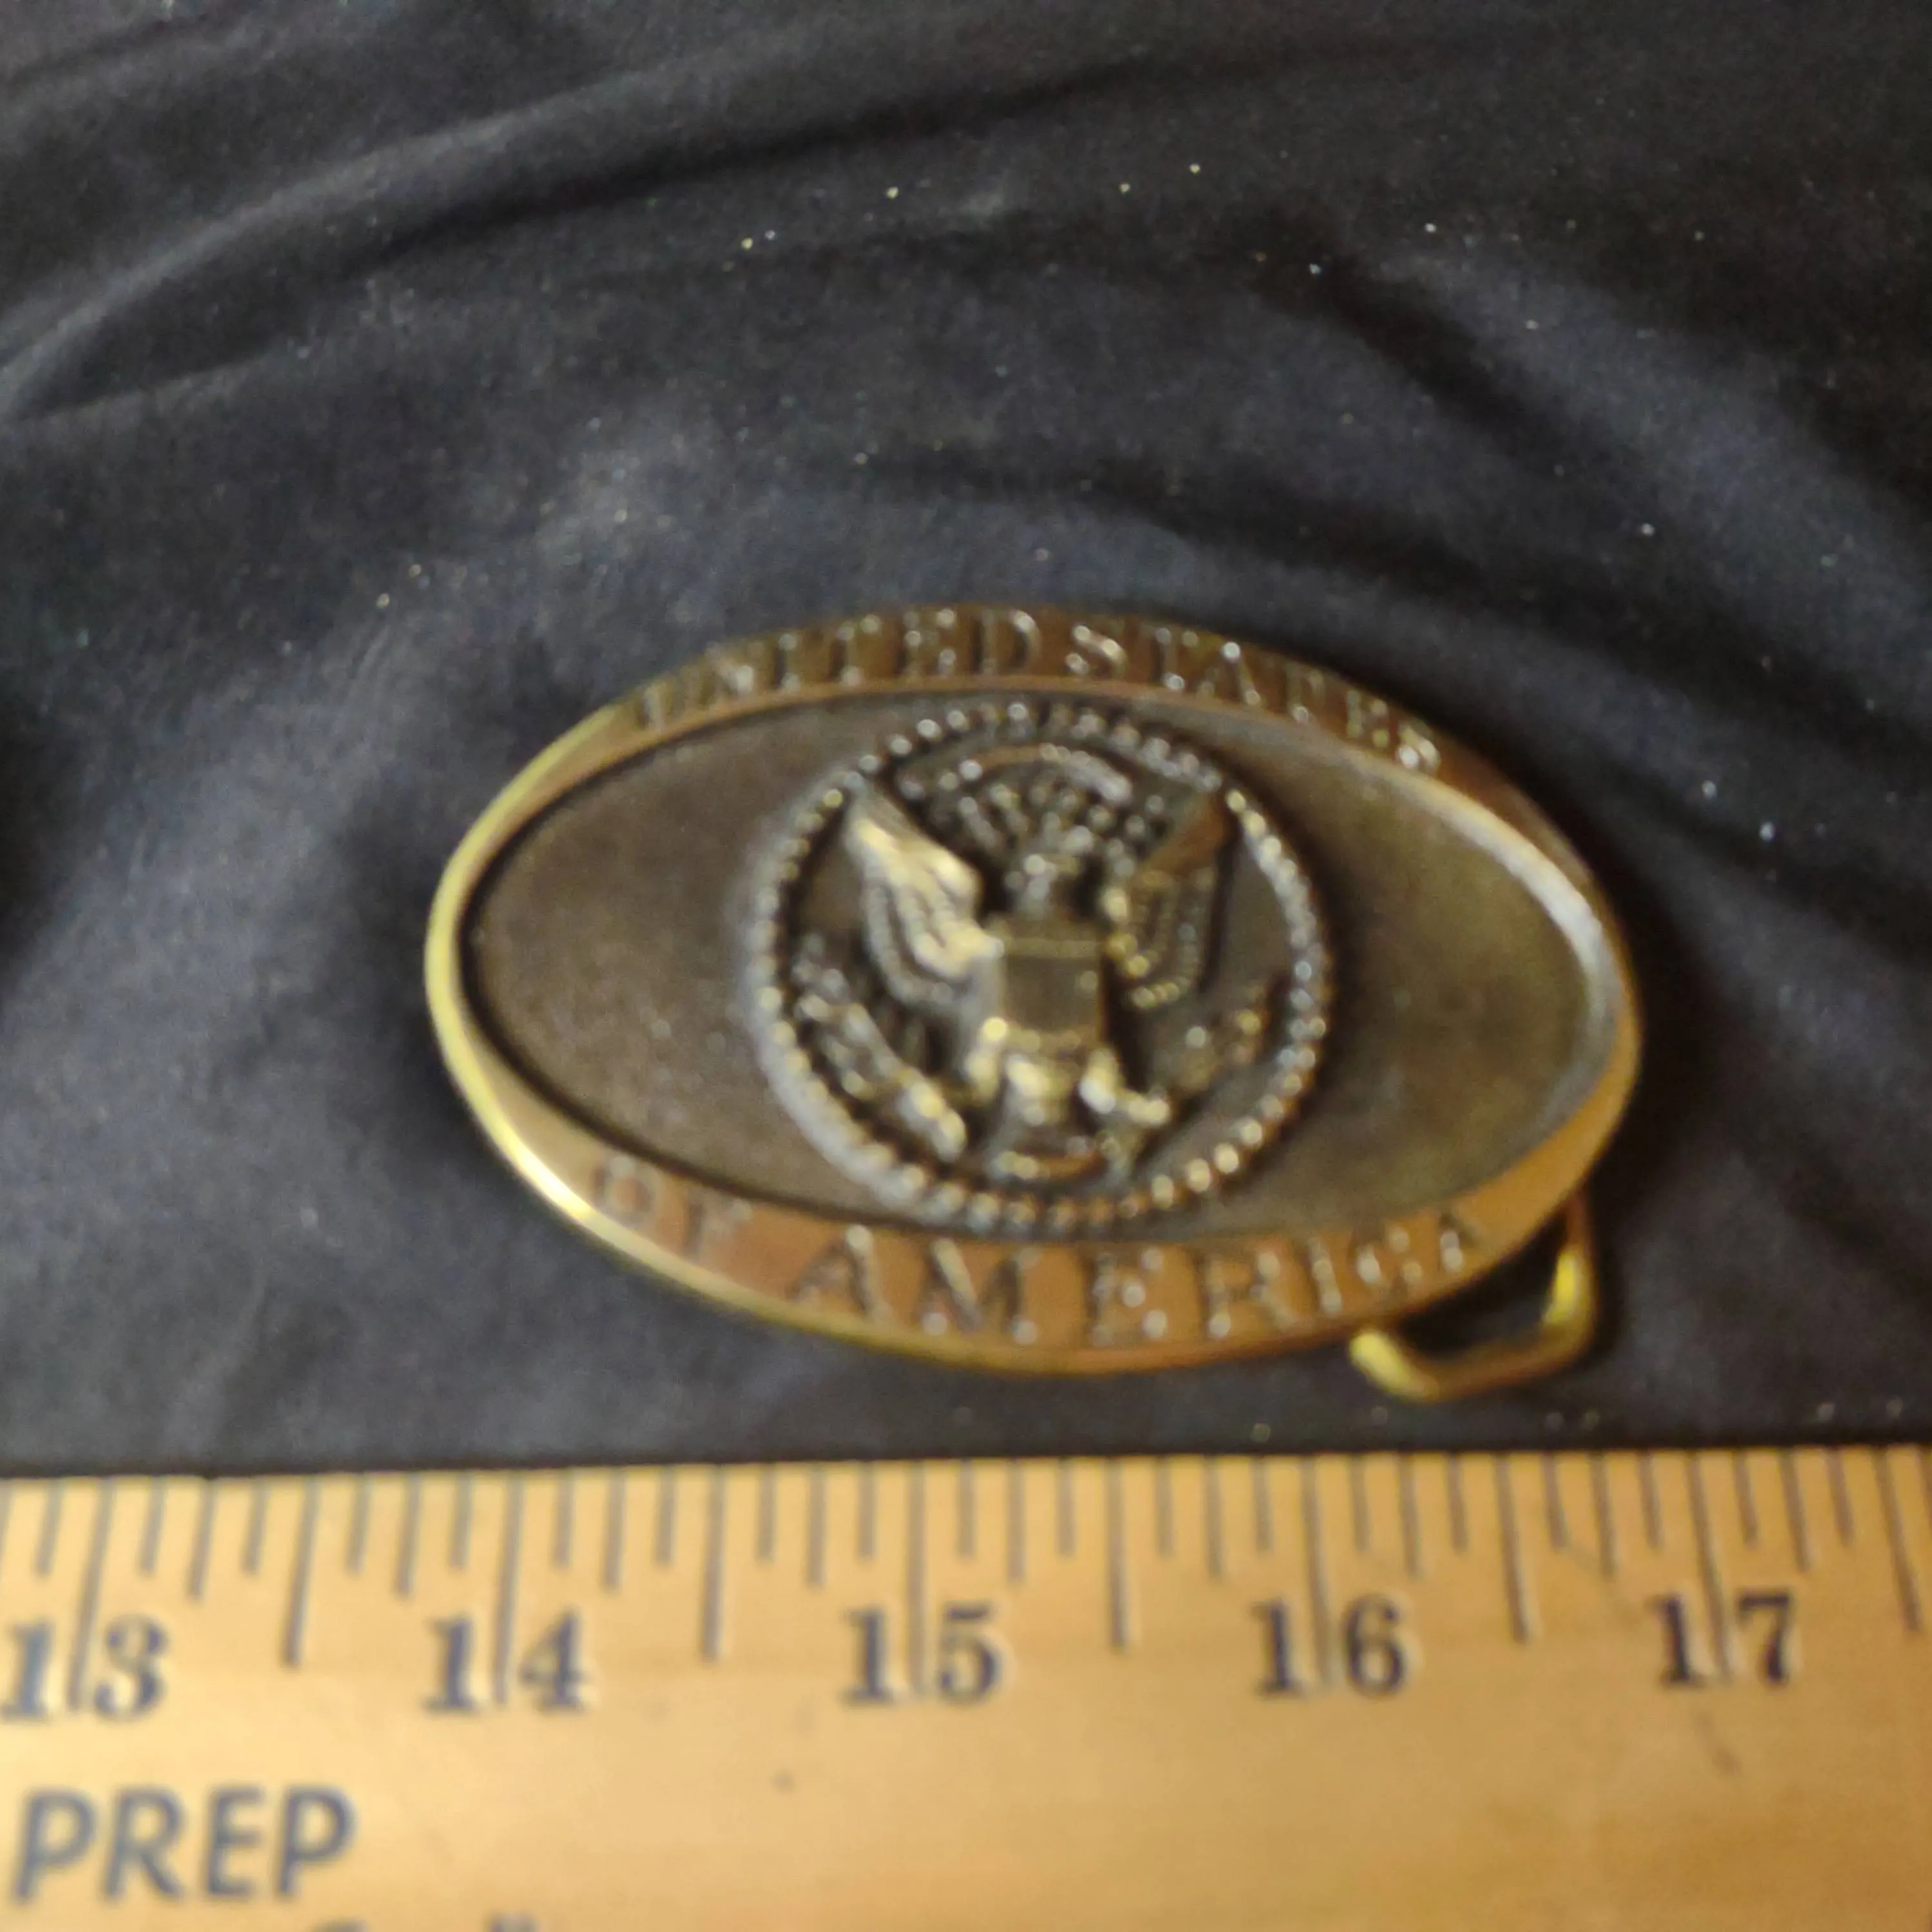 UNITED STATES
OF AMERICA
13 14 15 16 17
PREP